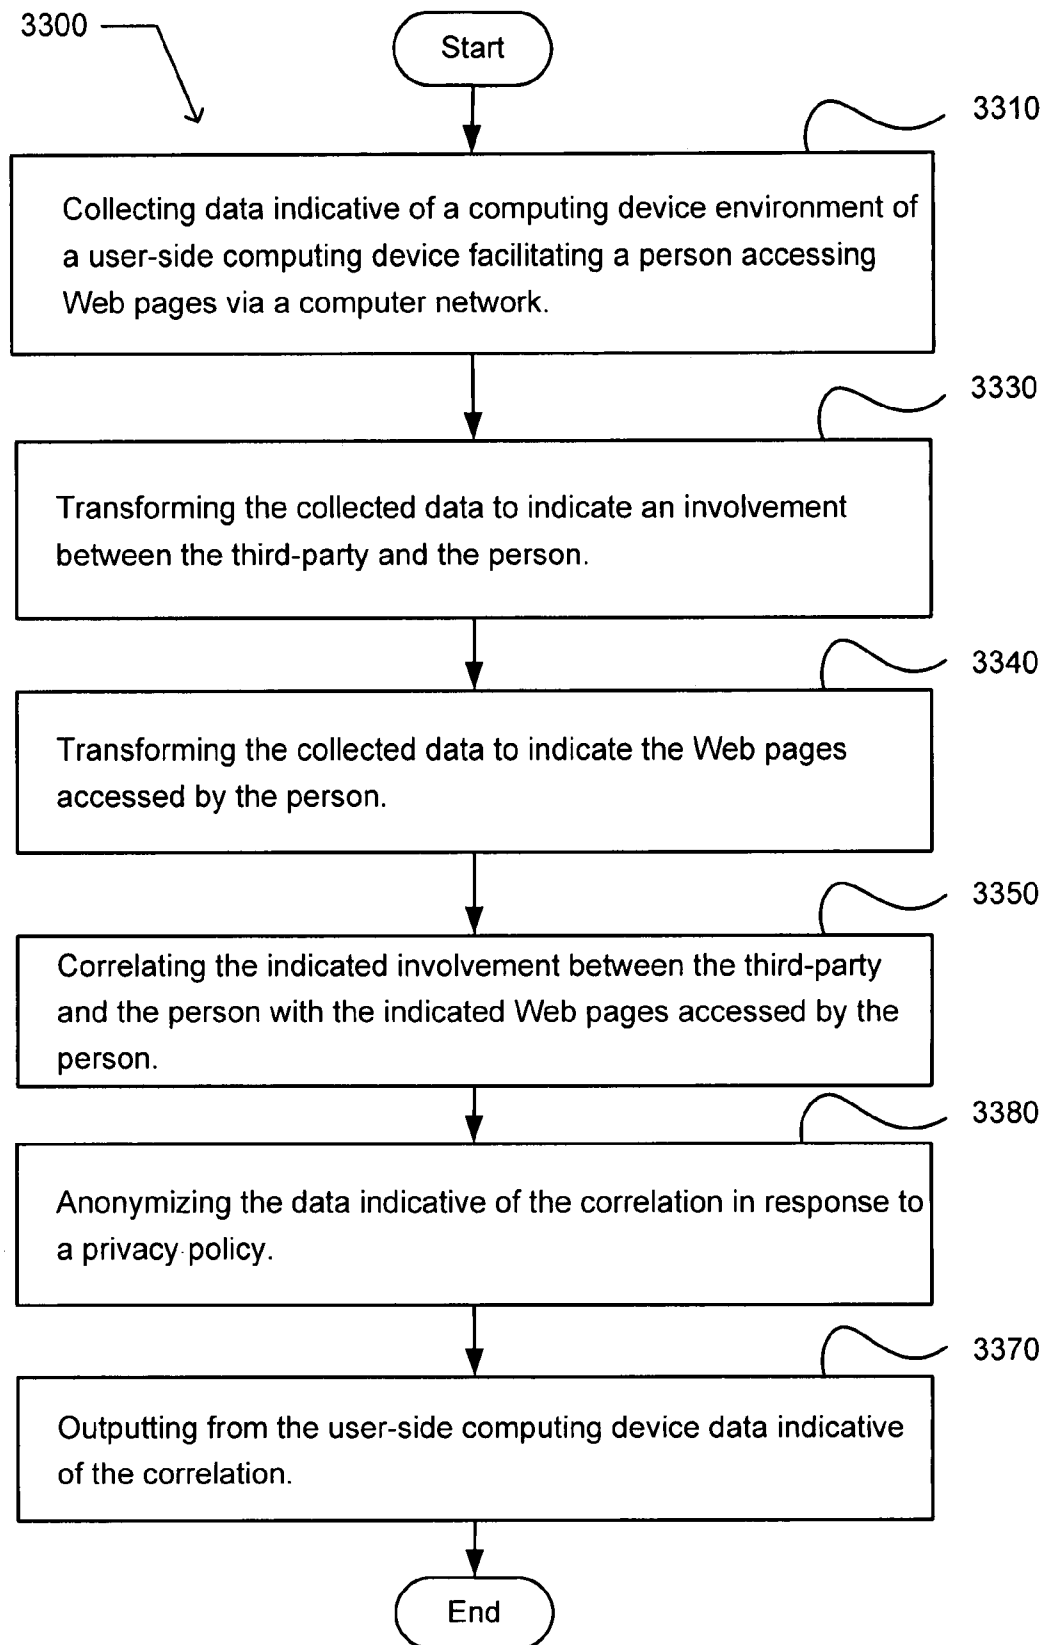 3300
Start
3310
Collecting data indicative of a computing device environment of
a user-side computing device facilitating a person accessing
Web pages via a computer network.
3330
Transforming the collected data to indicate an involvement
between the third-party and the person.
3340
Transforming the collected data to indicate the Web pages
accessed by the person.
3350
Correlating the indicated involvement between the third-party
and the person with the indicated Web pages accessed by the
person.
3380
Anonymizing the data indicative of the correlation in response to
a privacy policy.
3370
Outputting from the user-side computing device data indicative
of the correlation.
End